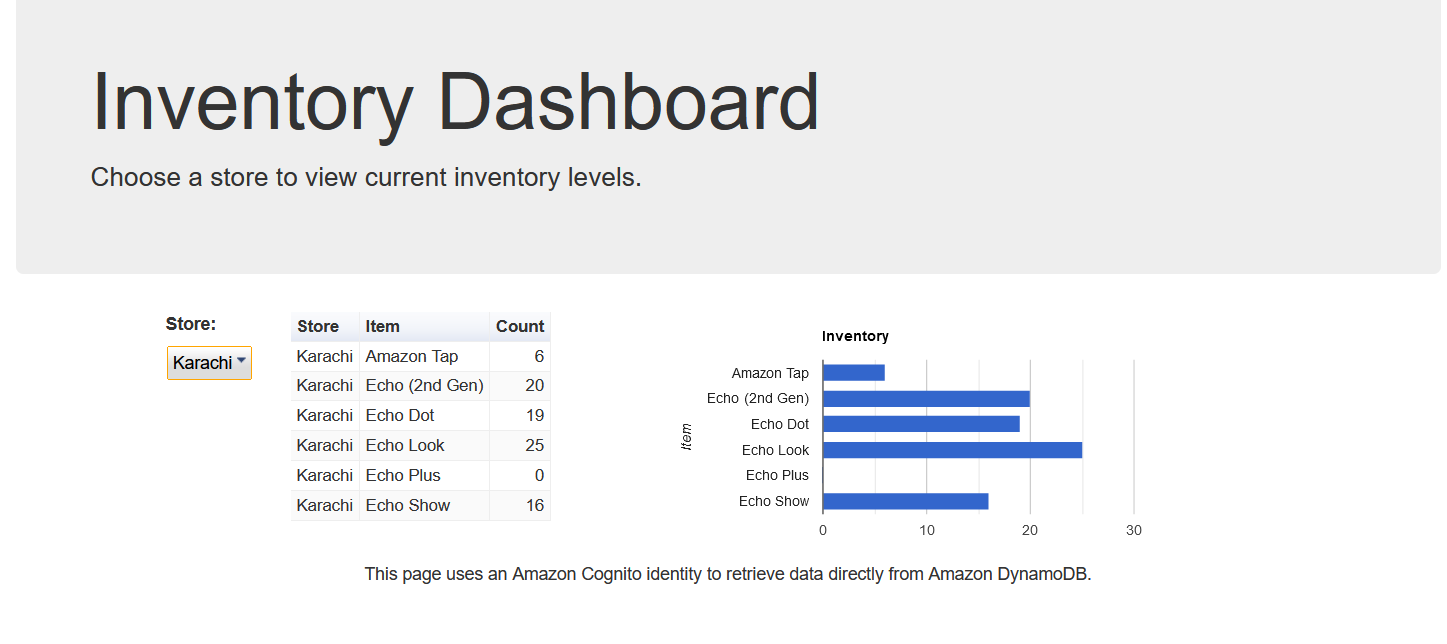 Inventory Dashboard
Choose a store to view current inventory levels.
Store:
Karachi
Store Item Count
Karachi Amazon Tap 6
Karachi Echo (2nd Gen) 20
Karachi Echo Dot 19
Karachi Echo Look 25
Karachi Echo Plus 0
Karachi Echo Show 16
Inventory
Item
Amazon Tap
Echo (2nd Gen)
Echo Dot
Echo Look
Echo Plus
Echo Show
0 10 20 30
This page uses an Amazon Cognito identity to retrieve data directly from Amazon DynamoDB.